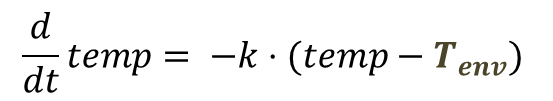 d/dt temp = −k · (temp − T_env)